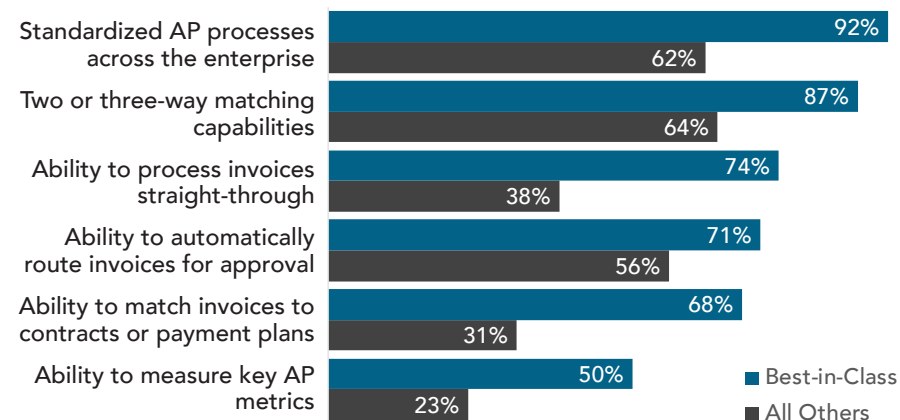 Standardized AP processes
across the enterprise
92%
62%
Two or three-way matching
capabilities
87%
64%
Ability to process invoices
straight-through
74%
38%
Ability to automatically
route invoices for approval
71%
56%
Ability to match invoices to
contracts or payment plans
68%
31%
Ability to measure key AP
metrics
50%
23%
Best-in-Class
All Others